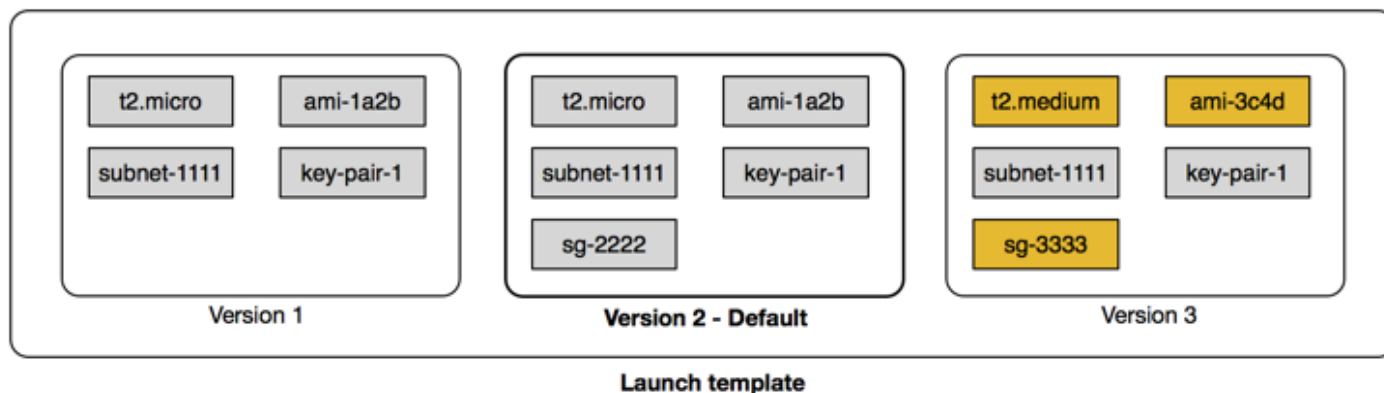 t2.micro ami-1a2b
subnet-1111 key-pair-1
Version 1
t2.micro ami-1a2b
subnet-1111 key-pair-1
sg-2222
Version 2 - Default
t2.medium ami-3c4d
subnet-1111 key-pair-1
sg-3333
Version 3
Launch template